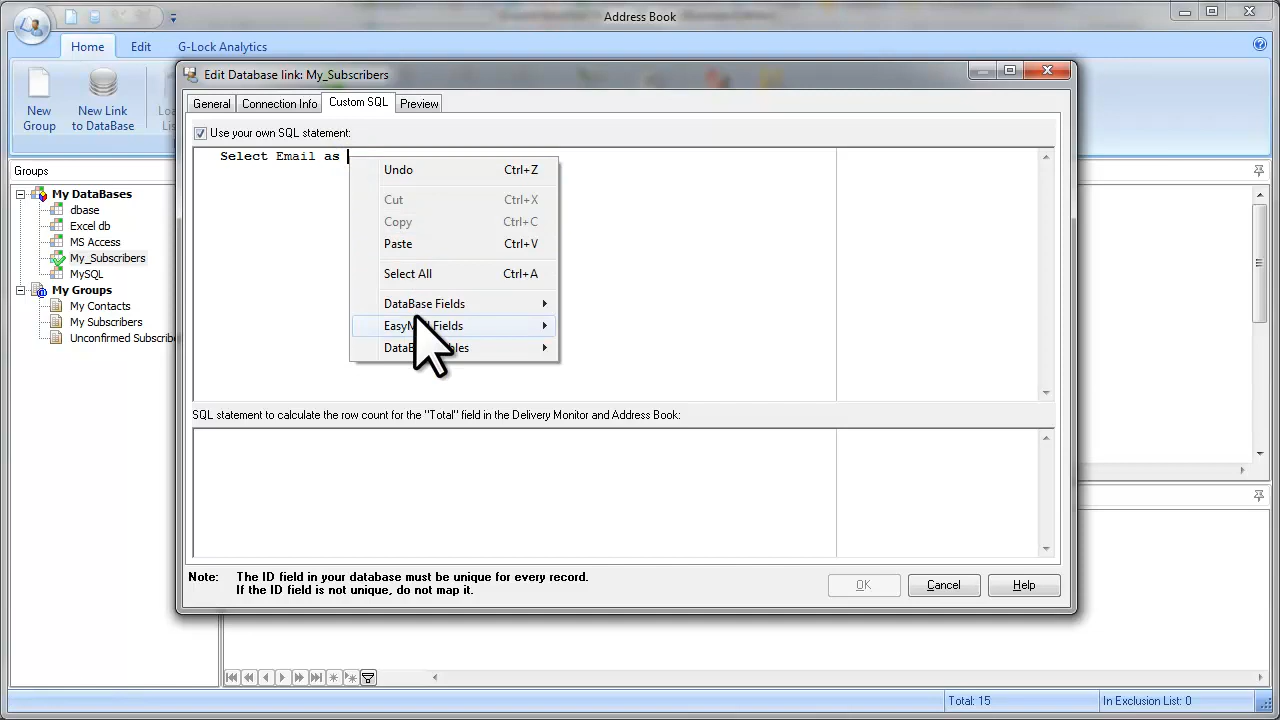 Address Book
Home
Edit
G-Lock Analytics
New
Group
New Link
to DataBase
Groups
My DataBases
dbase
Excel db
MS Access
My_Subscribers
MySQL
My Groups
My Contacts
My Subscribers
Unconfirmed Subscribe
Edit Database link: My_Subscribers
General
Connection Info
Custom SQL
Preview
Use your own SQL statement:
Select Email as
Undo Ctrl+Z
Cut Ctrl+X
Copy Ctrl+C
Paste Ctrl+V
Select All Ctrl+A
DataBase Fields
Fields
SQL statement to calculate the row count for the "Total" field in the Delivery Monitor and Address Book:
Note: The ID field in your database must be unique for every record.
If the ID field is not unique, do not map it.
OK
Cancel
Help
Total: 15
In Exclusion List: 0